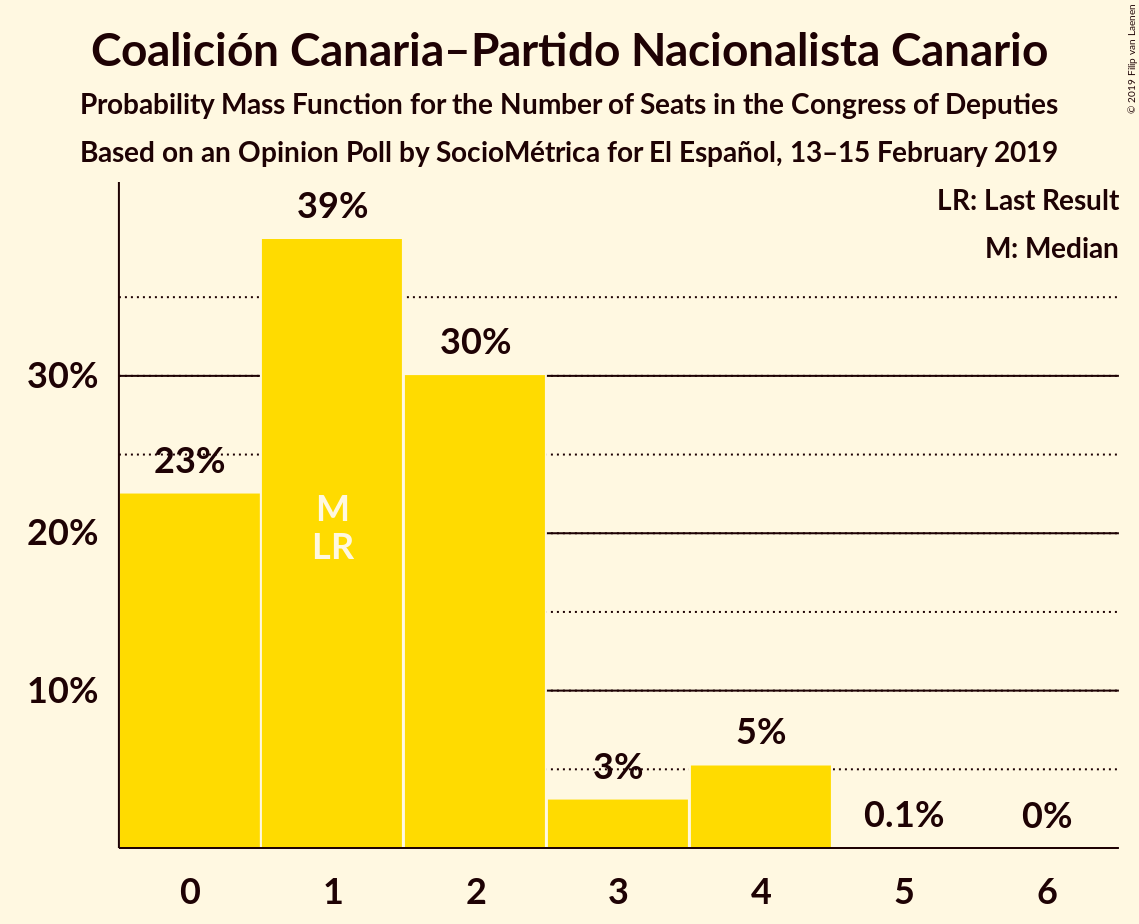 Coalición Canaria–Partido Nacionalista Canario
Probability Mass Function for the Number of Seats in the Congress of Deputies
Based on an Opinion Poll by SocioMétrica for El Español, 13–15 February 2019
© 2019 Filip van Laenen
LR: Last Result
M: Median
39%
30%
23%
5%
3%
0.1%
0%
M
LR
30%
20%
10%
0 1 2 3 4 5 6